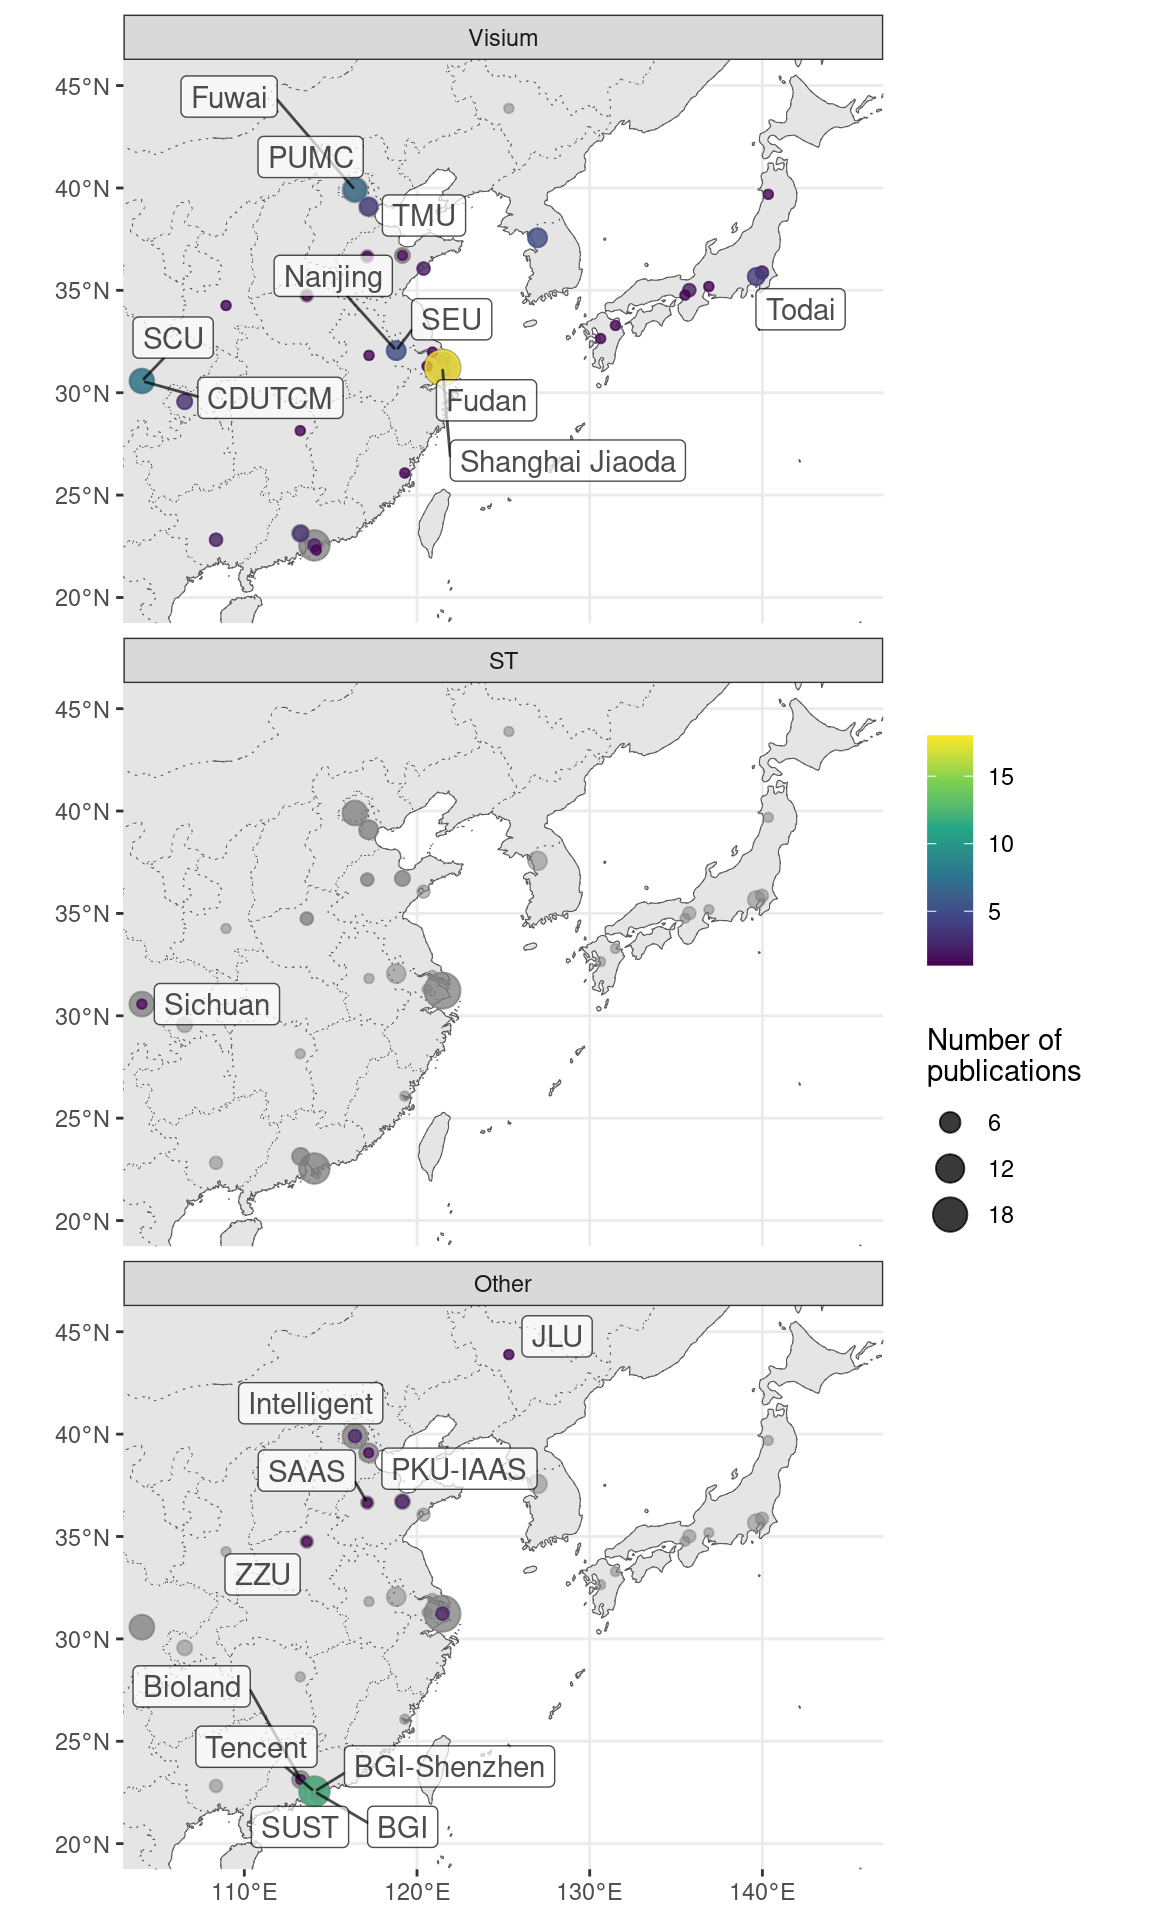 Visium
45°N
40°N
35°N
30°N
25°N
20°N
Fuwai
PUMC
TMU
Nanjing
SEU
Todai
SCU
CDUTCM
Fudan
Shanghai Jiaoda
ST
45°N
40°N
35°N
30°N
25°N
20°N
Sichuan
15
10
5
Number of
publications
6
12
18
Other
45°N
40°N
35°N
30°N
25°N
20°N
JLU
Intelligent
SAAS
PKU-IAAS
ZZU
Bioland
Tencent
BGI-Shenzhen
SUST
BGI
110°E
120°E
130°E
140°E